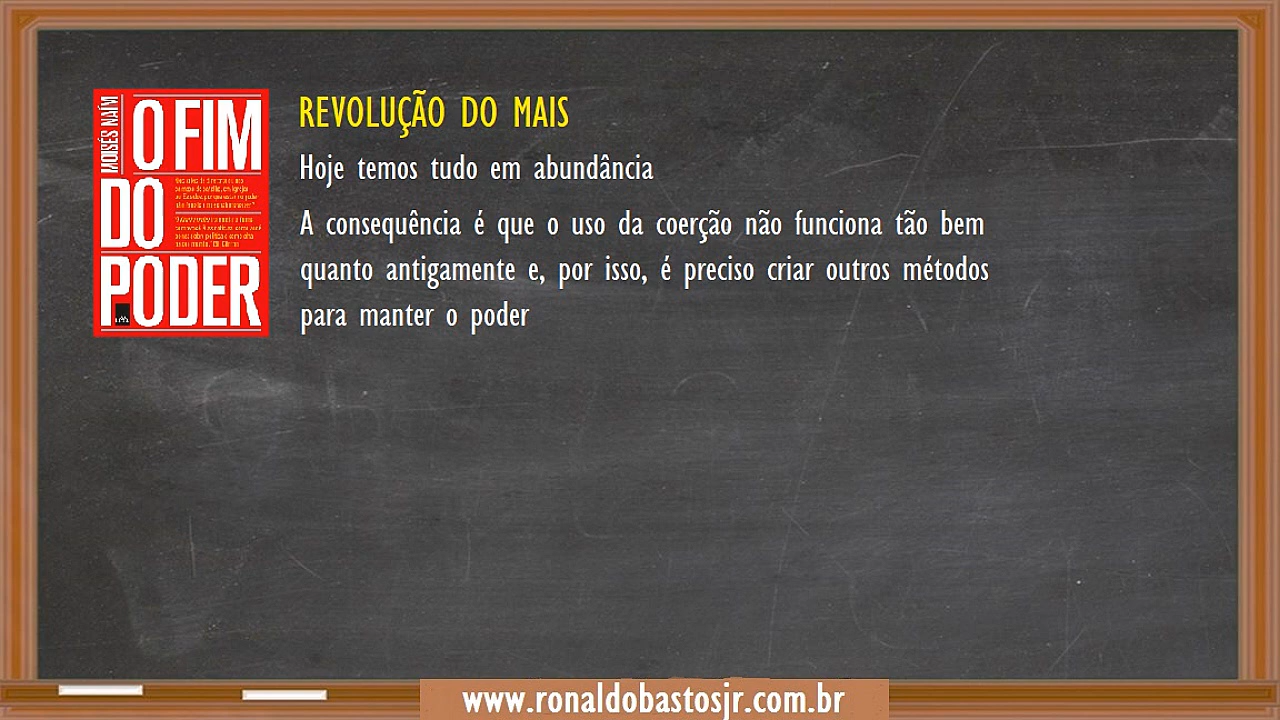 MOISÉS NAÍM
O FIM
DO
PODER
REVOLUÇÃO DO MAIS
Hoje temos tudo em abundância
A consequência é que o uso da coerção não funciona tão bem
quanto antigamente e, por isso, é preciso criar outros métodos
para manter o poder
www.ronaldobastosjr.com.br